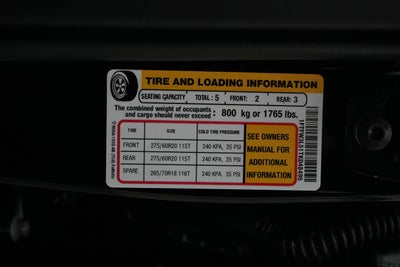 TIRE AND LOADING INFORMATION
SEATING CAPACITY TOTAL: 5 FRONT: 2 REAR: 3
The combined weight of occupants and cargo should never exceed: 800 kg or 1765 lbs.
TIRE SIZE COLD TIRE PRESSURE
FRONT 275/60R20 115T 240 KPA, 35 PSI
REAR 275/60R20 115T 240 KPA, 35 PSI
SPARE 265/70R18 116T 240 KPA, 35 PSI
SEE OWNERS
MANUAL FOR
ADDITIONAL
INFORMATION